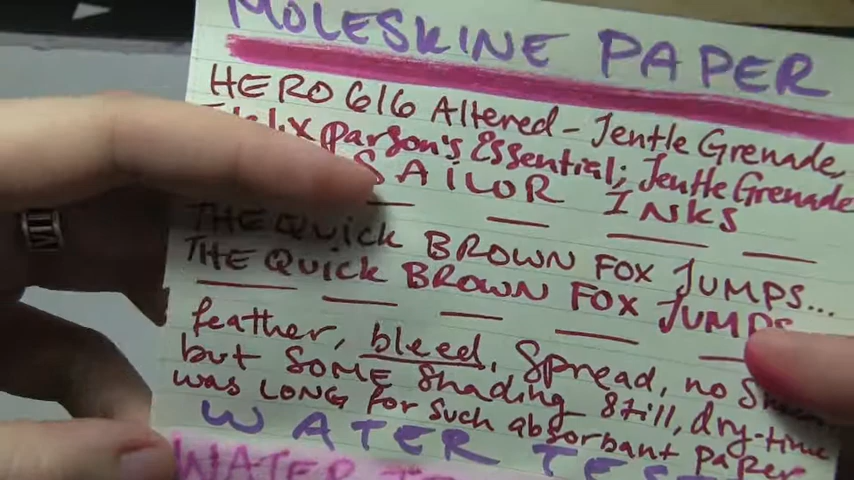 MOLESKINE PAPER
HERO 616 Altered - Jentle Grenade,
Parson's Essential; Jentle Grenade,
SAILOR INKS
THE QUICK BROWN FOX JUMPS...
THE QUICK BROWN FOX JUMPS
feather, bleed, Spread, no
but SOME Shading still, dry-time
was LONG for such absorbant paper
WATER TEST
WATER
VII